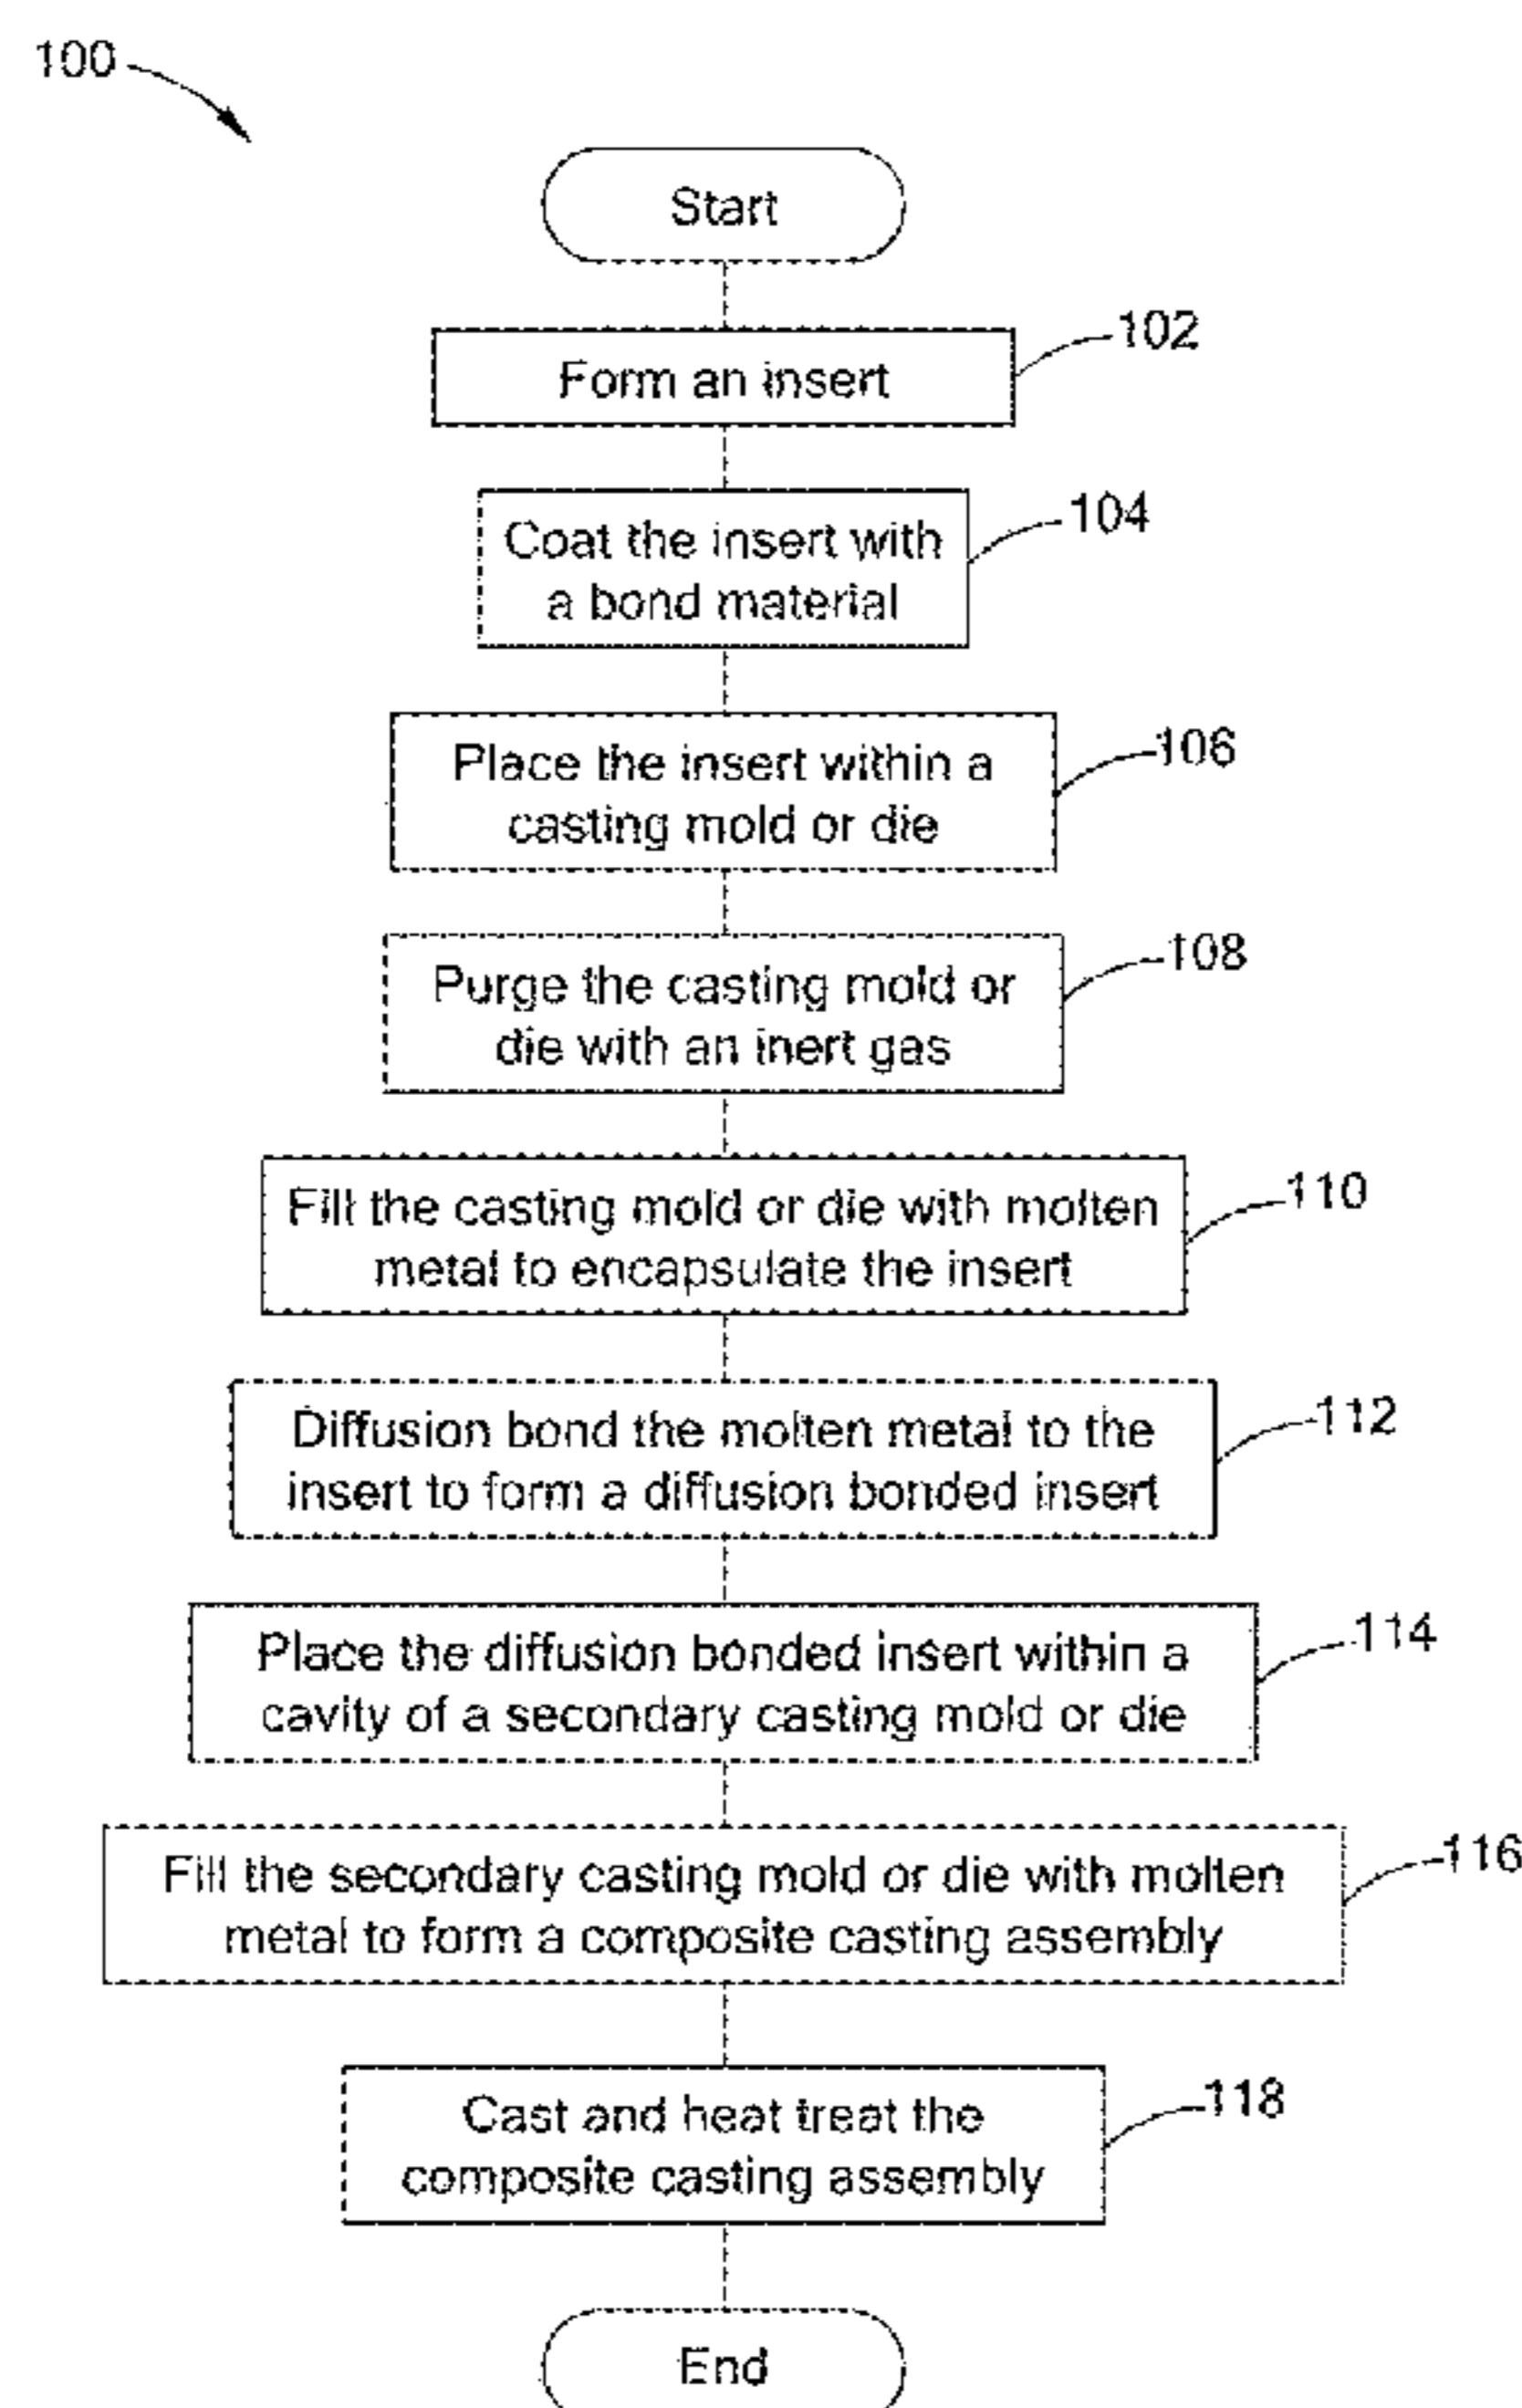 100
Start
102
Form an insert
104
Coat the insert with
a bond material
106
Place the insert within a
casting mold or die
108
Purge the casting mold or
die with an inert gas
110
Fill the casting mold or die with molten
metal to encapsulate the insert
112
Diffusion bond the molten metal to the
insert to form a diffusion bonded insert
114
Place the diffusion bonded insert within a
cavity of a secondary casting mold or die
116
Fill the secondary casting mold or die with molten
metal to form a composite casting assembly
118
Cast and heat treat the
composite casting assembly
End